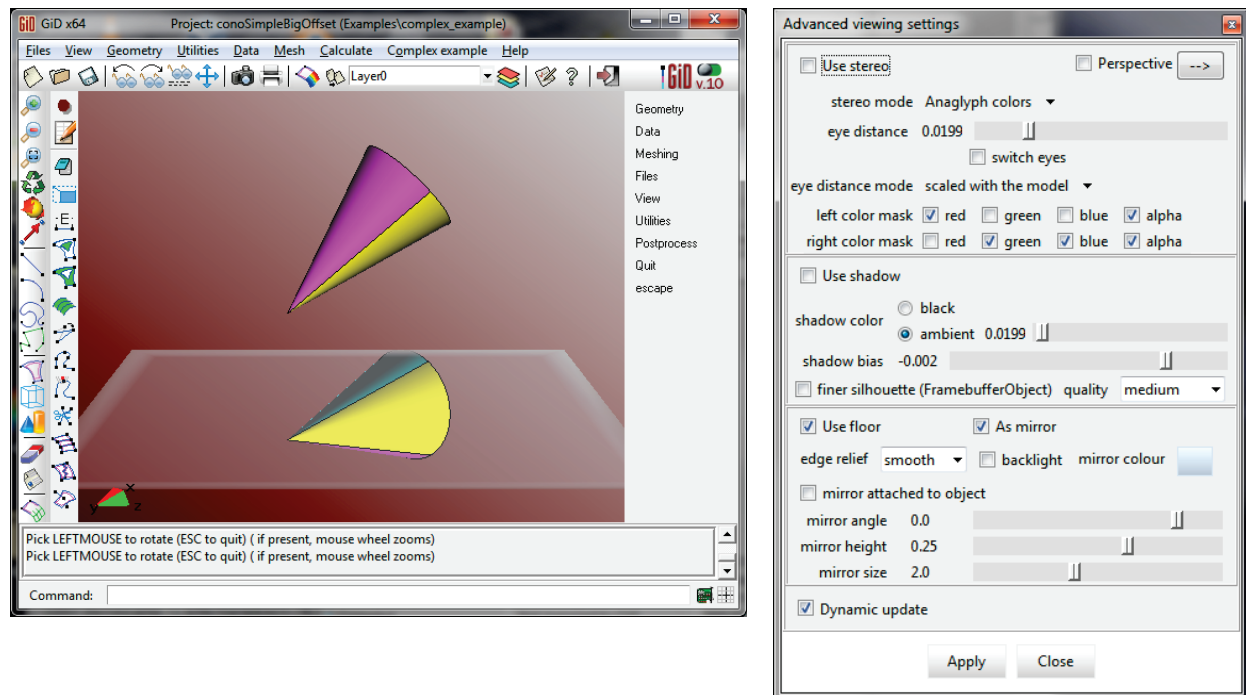 GiD GiD x64 Project: conoSimpleBigOffset (Examples\complex_example)
Files View Geometry Utilities Data Mesh Calculate Complex example Help
Layer0 ? GiD v.10
Geometry
Data
Meshing
Files
View
Utilities
Postprocess
Quit
escape
:E:
x
y z
Pick LEFTMOUSE to rotate (ESC to quit) ( if present, mouse wheel zooms)
Pick LEFTMOUSE to rotate (ESC to quit) ( if present, mouse wheel zooms)
Command:
Advanced viewing settings
Use stereo Perspective -->
stereo mode Anaglyph colors
eye distance 0.0199
switch eyes
eye distance mode scaled with the model
left color mask red green blue alpha
right color mask red green blue alpha
Use shadow
shadow color black
ambient 0.0199
shadow bias -0.002
finer silhouette (FramebufferObject) quality medium
Use floor As mirror
edge relief smooth backlight mirror colour
mirror attached to object
mirror angle 0.0
mirror height 0.25
mirror size 2.0
Dynamic update
Apply Close